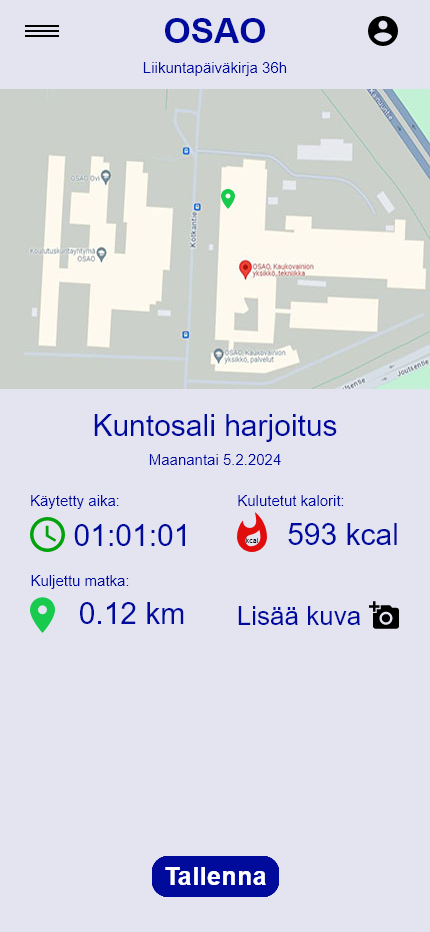 OSAO
Liikuntapäiväkirja 36h
OSAO Ovi
Kotkantie
Koulutuskuntayhtymä
OSAO
OSAO, Kaukovainion
yksikkö, tekniikka
OSAO, Kaukovainion
yksikkö, palvelut
Joutsentie
Joutsentie
Kuntosali harjoitus
Maanantai 5.2.2024
Käytetty aika:
Kulutetut kalorit:
01:01:01
kcal
593 kcal
Kuljettu matka:
0.12 km
Lisää kuva
Tallenna